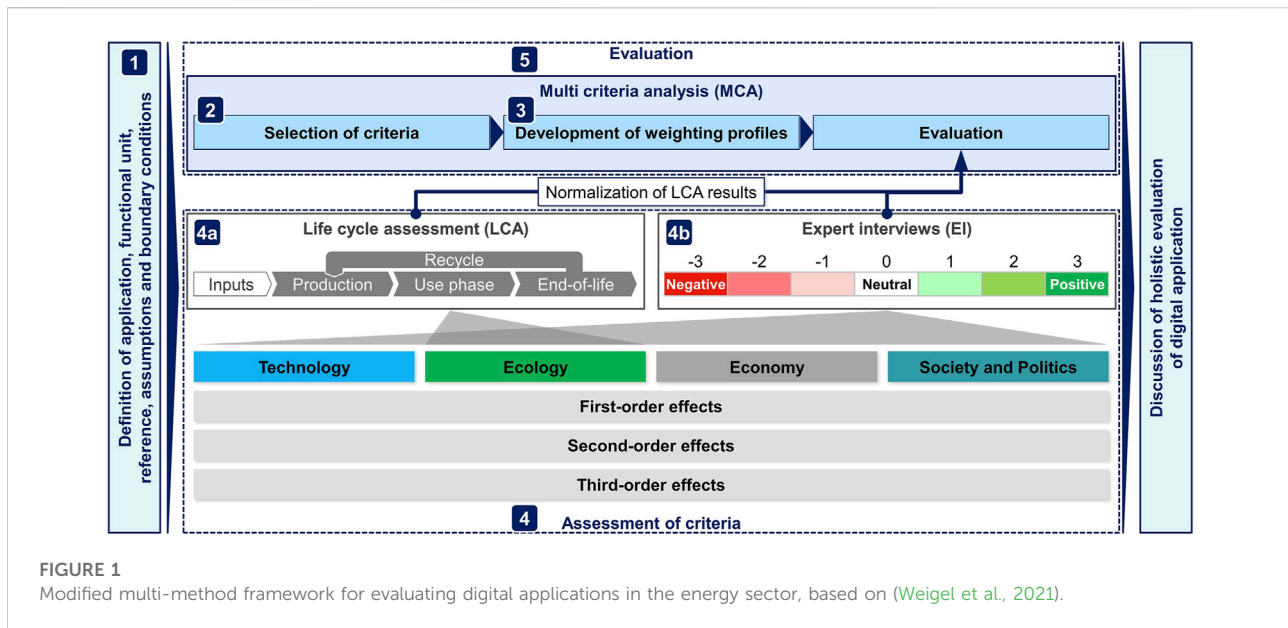 1
Definition of application, functional unit,
reference, assumptions and boundary conditions
5
Evaluation
Multi criteria analysis (MCA)
2
Selection of criteria
3
Development of weighting profiles
Evaluation
Normalization of LCA results
4a
Life cycle assessment (LCA)
Recycle
Inputs
Production
Use phase
End-of-life
4b
Expert interviews (EI)
-3 -2 -1 0 1 2 3
Negative Neutral Positive
Technology
Ecology
Economy
Society and Politics
First-order effects
Second-order effects
Third-order effects
4
Assessment of criteria
Discussion of holistic evaluation
of digital application
FIGURE 1
Modified multi-method framework for evaluating digital applications in the energy sector, based on (Weigel et al., 2021).